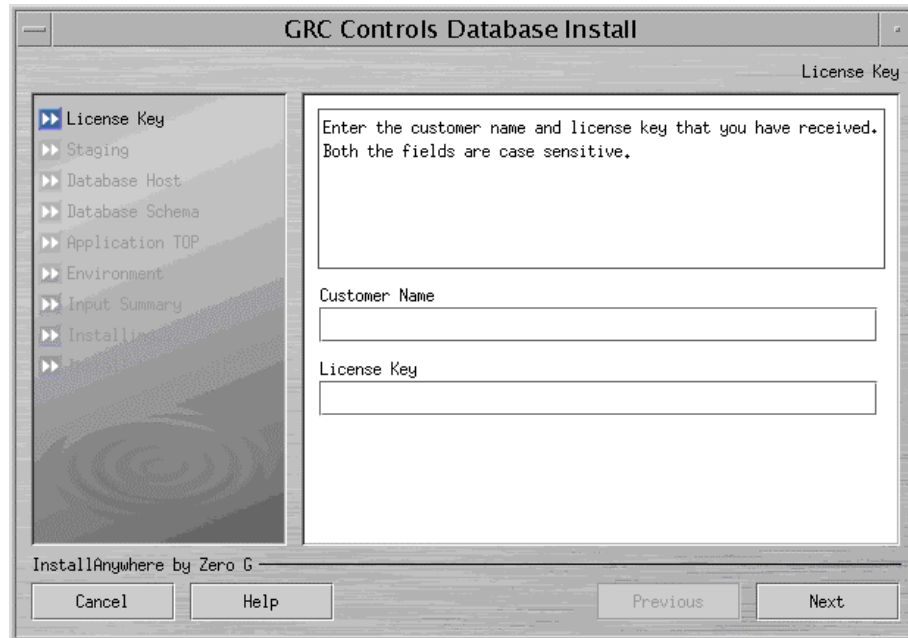 GRC Controls Database Install
License Key
License Key
Staging
Database Host
Database Schema
Application TOP
Environment
Input Summary
Enter the customer name and license key that you have received.
Both the fields are case sensitive.
Customer Name
License Key
InstallAnywhere by Zero G
Cancel
Help
Previous
Next